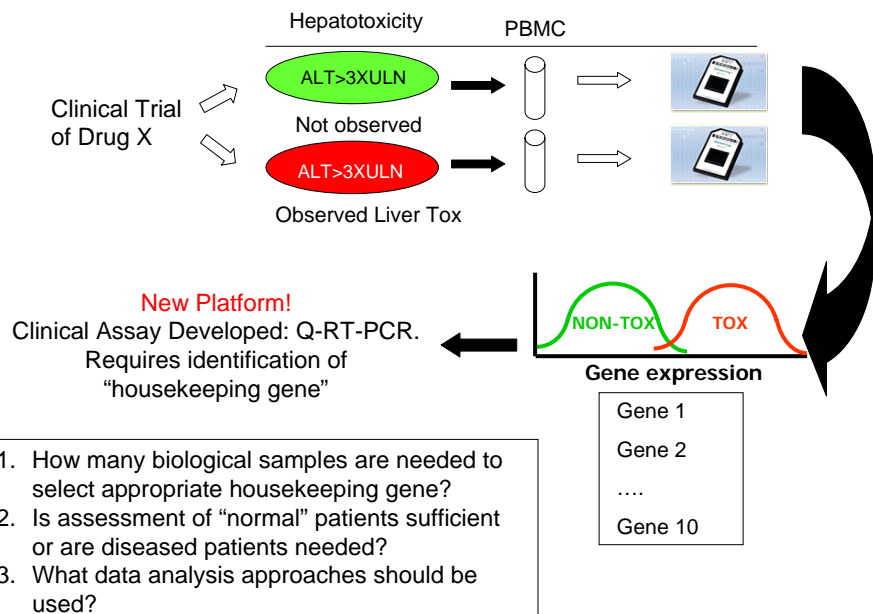 Hepatotoxicity
PBMC
ALT>3XULN
Clinical Trial
of Drug X
Not observed
ALT>3XULN
Observed Liver Tox
New Platform!
Clinical Assay Developed: Q-RT-PCR.
Requires identification of
“housekeeping gene”
NON-TOX
TOX
Gene expression
Gene 1
Gene 2
….
Gene 10
1. How many biological samples are needed to
select appropriate housekeeping gene?
2. Is assessment of “normal” patients sufficient
or are diseased patients needed?
3. What data analysis approaches should be
used?